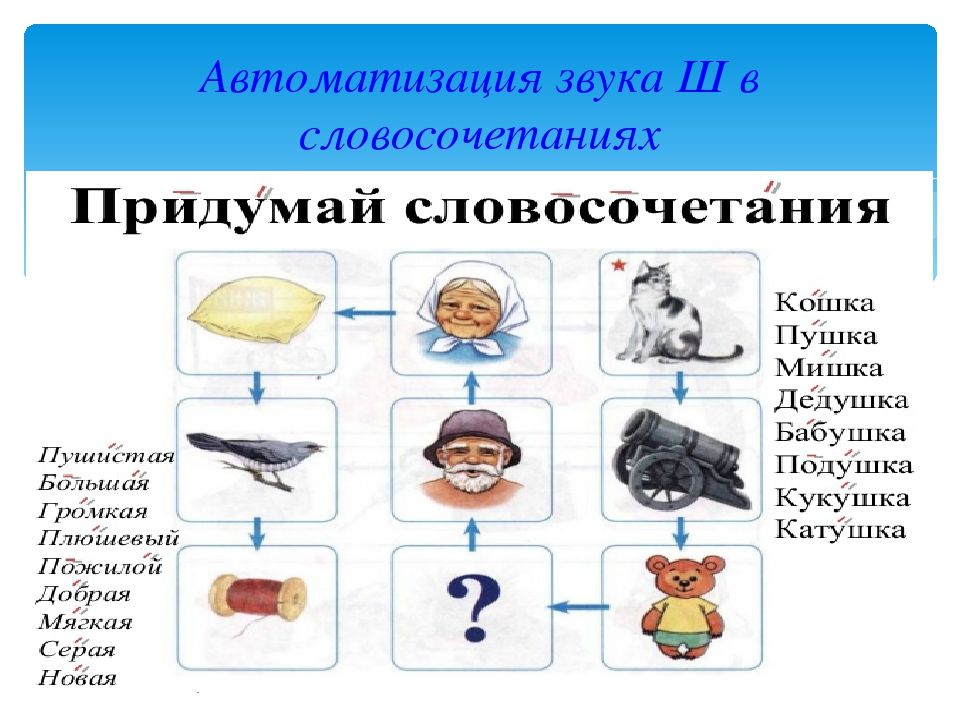 Автоматизация звука Ш в
словосочетаниях
Придумай словосочетания
Кошка
Пушка
Мишка
Дедушка
Бабушка
Подушка
Кукушка
Катушка
Пушистая
Большая
Громкая
Плюшевый
Пожилой
Добрая
Мягкая
Серая
Новая
?